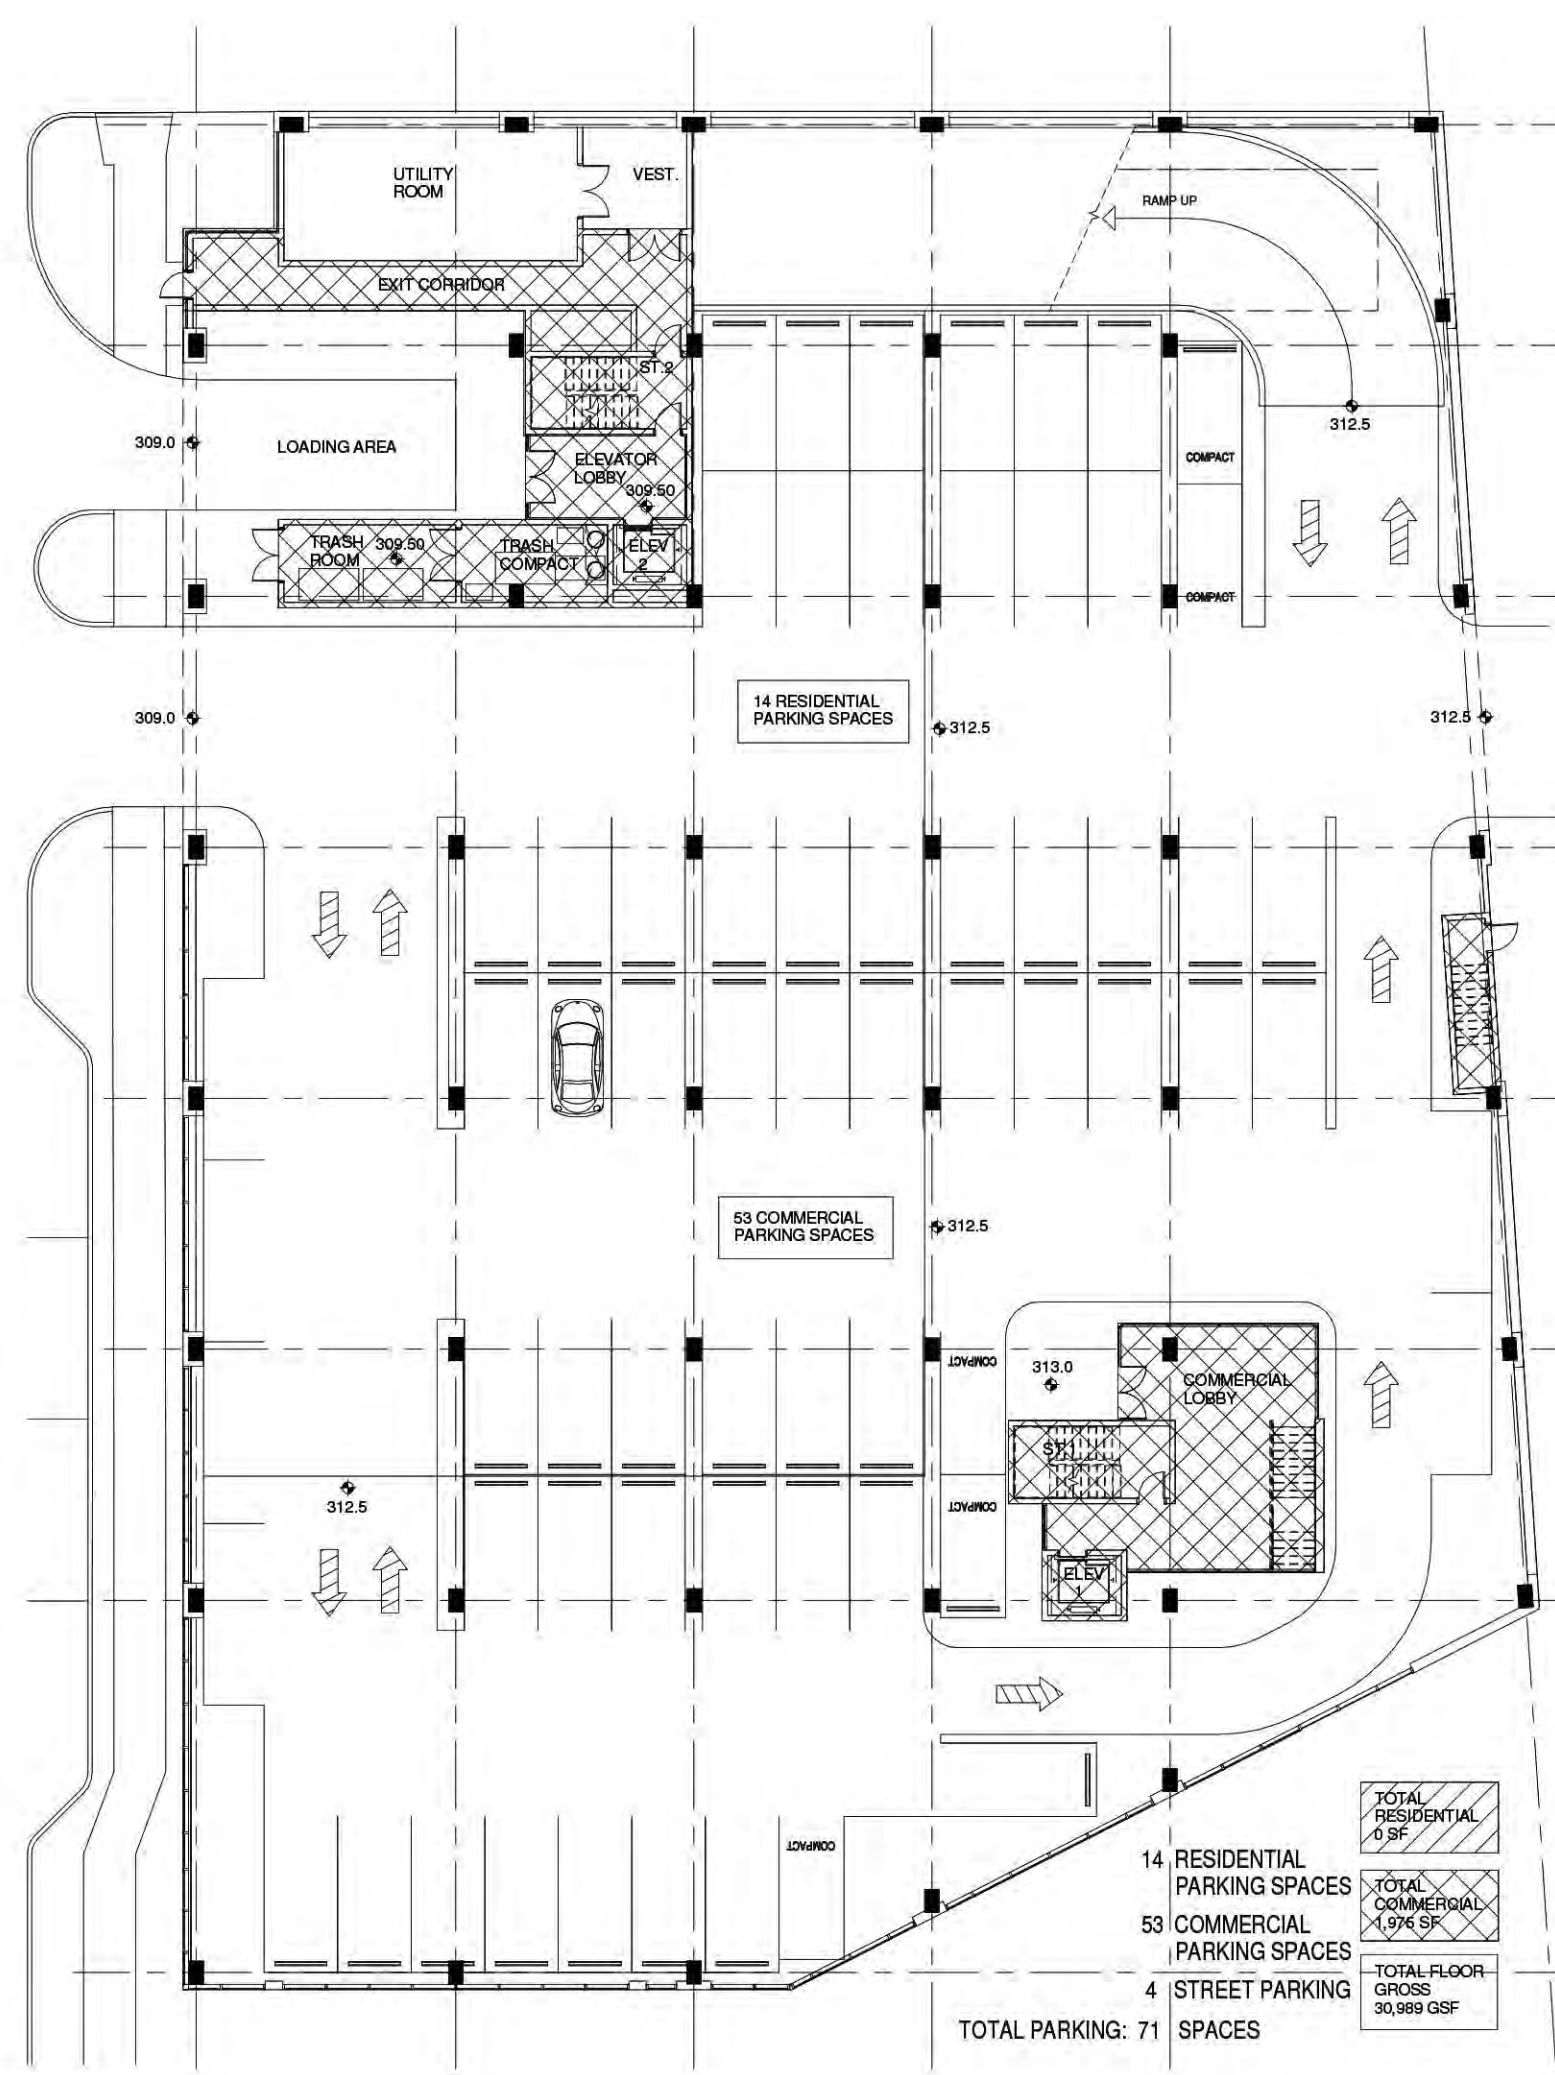 UTILITY
ROOM
VEST.
RAMP UP
EXIT CORRIDOR
ST.2
309.0
LOADING AREA
312.5
COMPACT
ELEVATOR
LOBBY
309.50
TRASH
ROOM
309.50
TRASH
COMPACT
ELEV
2
COMPACT
14 RESIDENTIAL
PARKING SPACES
309.0
312.5
312.5
53 COMMERCIAL
PARKING SPACES
312.5
COMPACT
313.0
COMMERCIAL
LOBBY
ST.1
312.5
COMPACT
ELEV
1
COMPACT
TOTAL
RESIDENTIAL
0 SF
14 RESIDENTIAL
PARKING SPACES
TOTAL
COMMERCIAL
1,975 SF
53 COMMERCIAL
PARKING SPACES
4 STREET PARKING
TOTAL FLOOR
GROSS
30,989 GSF
TOTAL PARKING: 71 SPACES